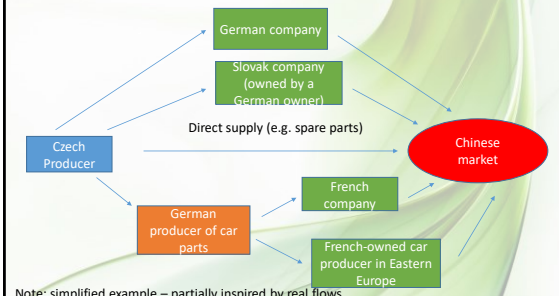 German company
Slovak company
(owned by a
German owner)
Direct supply (e.g. spare parts)
Czech
Producer
Chinese
market
French
company
German
producer of car
parts
French-owned car
producer in Eastern
Europe
Note: simplified example – partially inspired by real flows